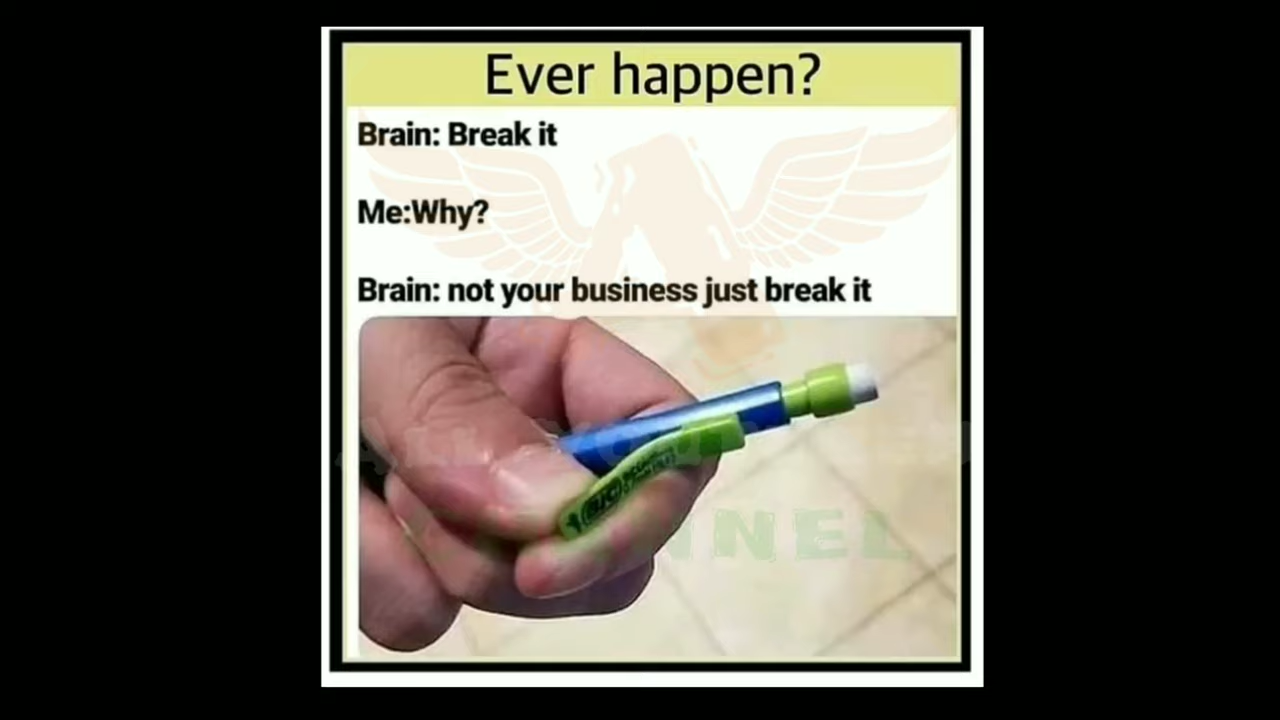 Ever happen?
Brain: Break it
Me:Why?
Brain: not your business just break it
BIC